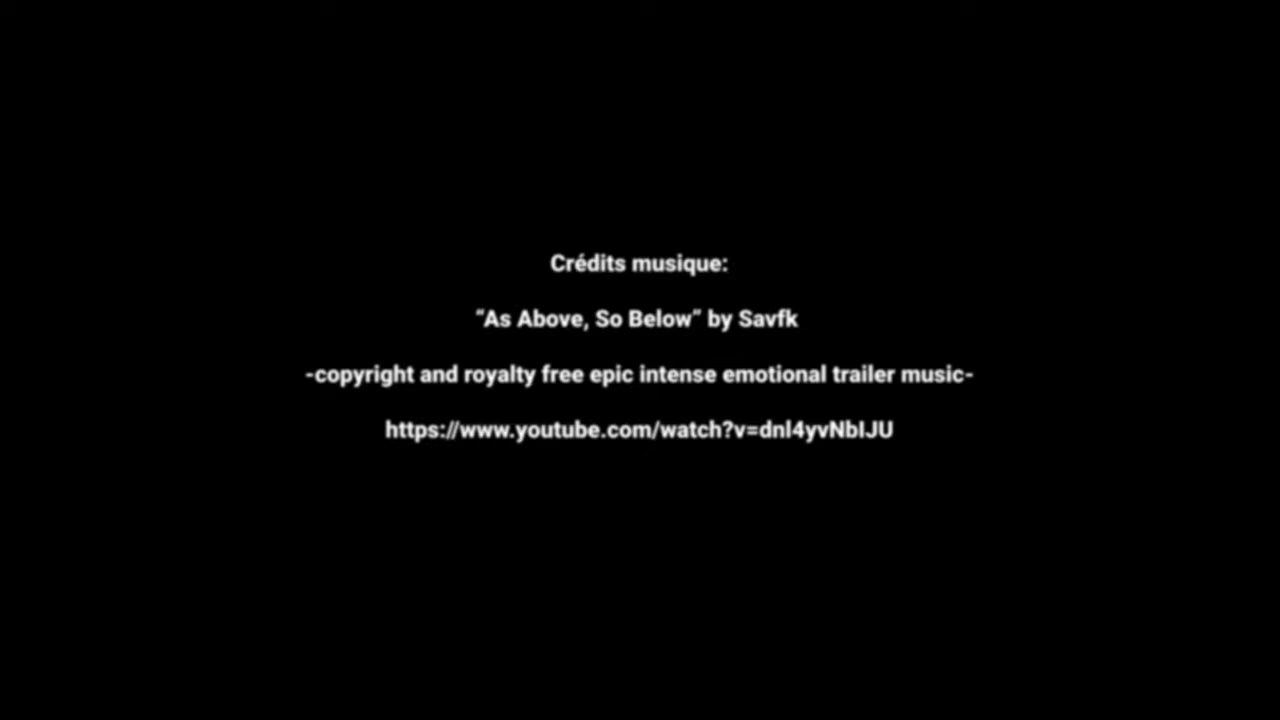 Crédits musique:
“As Above, So Below” by Savfk
-copyright and royalty free epic intense emotional trailer music-
https://www.youtube.com/watch?v=dnl4yvNbIJU